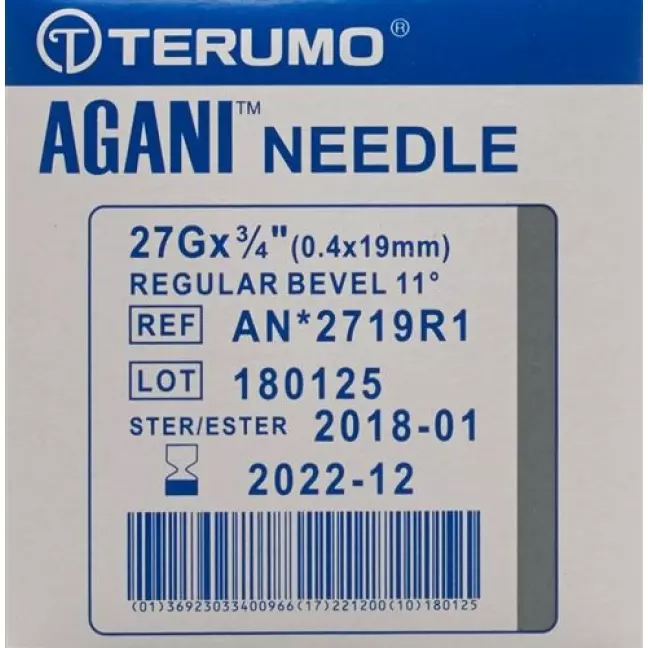 TERUMO®
AGANI™ NEEDLE
27Gx 3/4" (0.4x19mm)
REGULAR BEVEL 11°
REF AN*2719R1
LOT 180125
STER/ESTER 2018-01
2022-12
(01)36923033400966(17)221200(10)180125